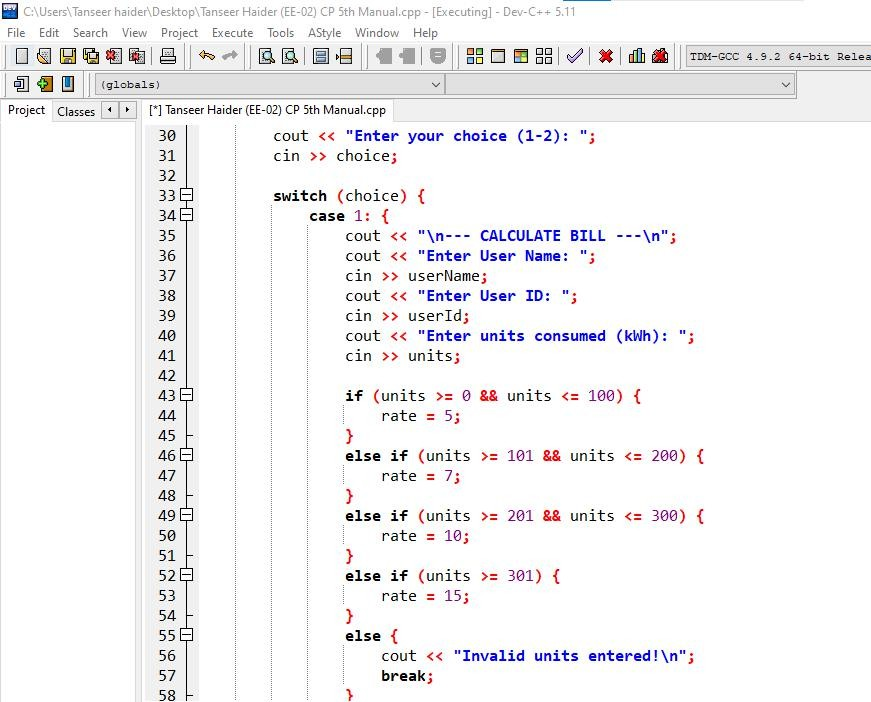 C:\Users\Tanseer haider\Desktop\Tanseer Haider (EE-02) CP 5th Manual.cpp - [Executing] - Dev-C++ 5.11
File Edit Search View Project Execute Tools AStyle Window Help
TDM-GCC 4.9.2 64-bit Relea
(globals)
Project Classes [*] Tanseer Haider (EE-02) CP 5th Manual.cpp
30 cout << "Enter your choice (1-2): ";
31 cin >> choice;
32
33 switch (choice) {
34 case 1: {
35 cout << "\n--- CALCULATE BILL ---\n";
36 cout << "Enter User Name: ";
37 cin >> userName;
38 cout << "Enter User ID: ";
39 cin >> userId;
40 cout << "Enter units consumed (kWh): ";
41 cin >> units;
42
43 if (units >= 0 && units <= 100) {
44 rate = 5;
45 }
46 else if (units >= 101 && units <= 200) {
47 rate = 7;
48 }
49 else if (units >= 201 && units <= 300) {
50 rate = 10;
51 }
52 else if (units >= 301) {
53 rate = 15;
54 }
55 else {
56 cout << "Invalid units entered!\n";
57 break;
58 }